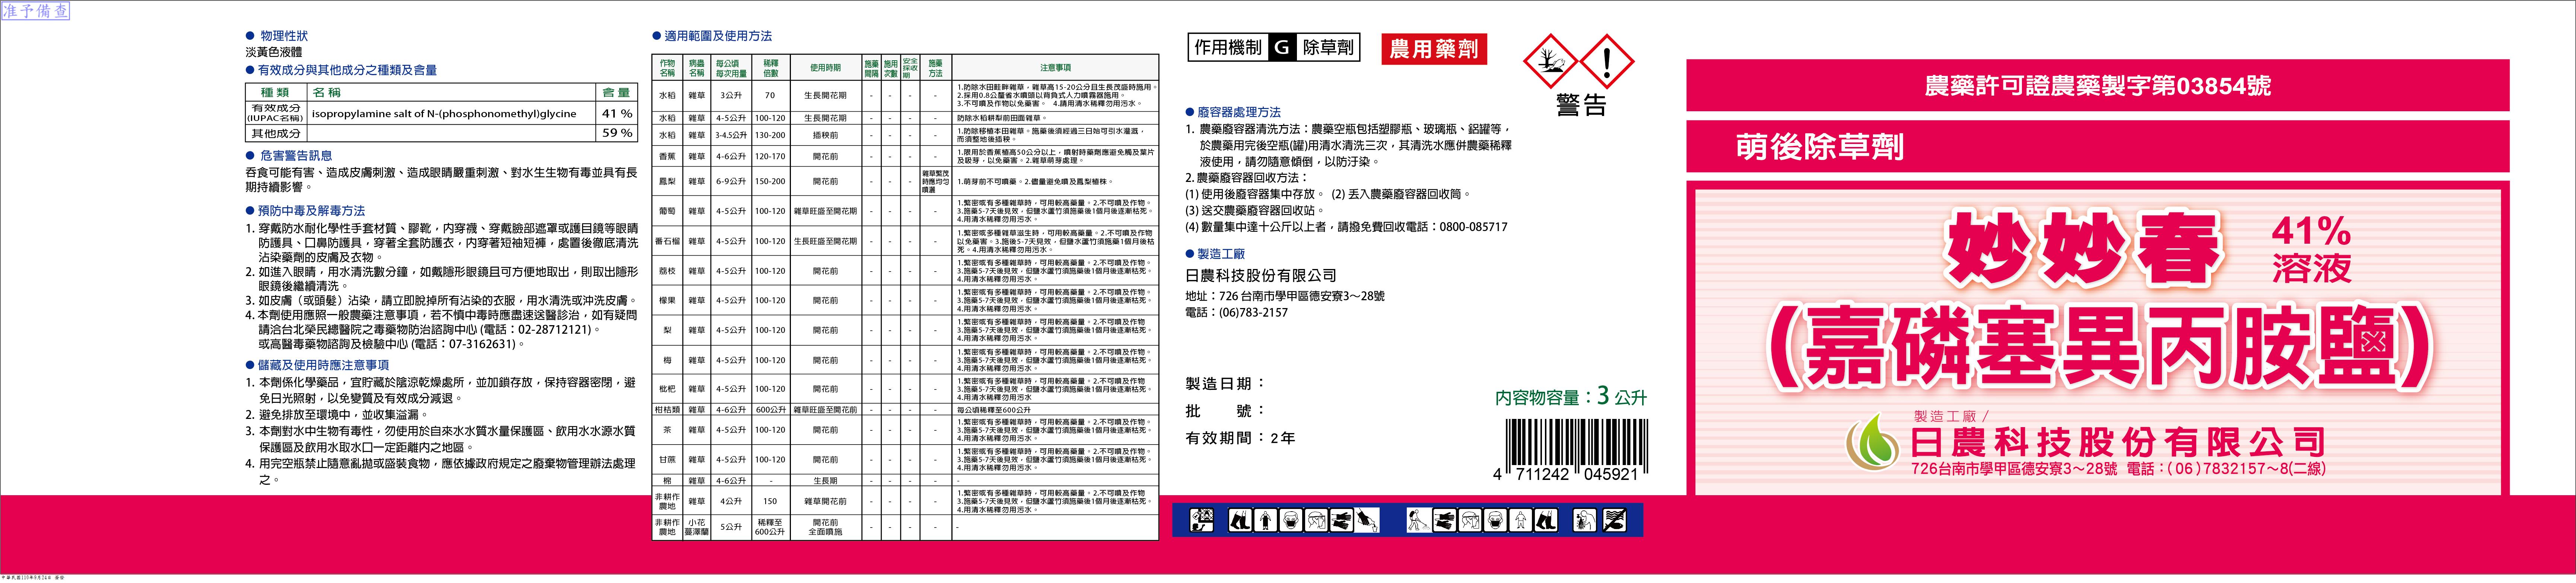 准予備查
● 物理性狀
淡黃色液體
● 有效成分與其他成分之種類及含量
種類 名稱 含量
有效成分 (IUPAC名稱) isopropylamine salt of N-(phosphonomethyl)glycine 41 %
其他成分 59 %
● 危害警告訊息
吞食可能有害、造成皮膚刺激、造成眼睛嚴重刺激、對水生生物有毒並具有長
期持續影響。
● 預防中毒及解毒方法
1. 穿戴防水耐化學性手套材質、膠靴，內穿襪、穿戴臉部遮罩或護目鏡等眼睛
防護具、口鼻防護具，穿著全套防護衣，內穿著短袖短褲，處置後徹底清洗
沾染藥劑的皮膚及衣物。
2. 如進入眼睛，用水清洗數分鐘，如戴隱形眼鏡且可方便地取出，則取出隱形
眼鏡後繼續清洗。
3. 如皮膚（或頭髮）沾染，請立即脫掉所有沾染的衣服，用水清洗或沖洗皮膚。
4. 本劑使用應照一般農藥注意事項，若不慎中毒時應盡速送醫診治，如有疑問
請洽台北榮民總醫院之毒藥物防治諮詢中心 (電話：02-28712121)。
或高醫毒藥物諮詢及檢驗中心 (電話：07-3162631)。
● 儲藏及使用時應注意事項
1. 本劑係化學藥品，宜貯藏於陰涼乾燥處所，並加鎖存放，保持容器密閉，避
免日光照射，以免變質及有效成分減退。
2. 避免排放至環境中，並收集溢漏。
3. 本劑對水中生物有毒性，勿使用於自來水水質水量保護區、飲用水水源水質
保護區及飲用水取水口一定距離內之地區。
4. 用完空瓶禁止隨意亂拋或盛裝食物，應依據政府規定之廢棄物管理辦法處理
之。
● 適用範圍及使用方法
作物名稱 病蟲名稱 每公頃每次用量 稀釋倍數 使用時期 施藥間隔 施用次數 安全採收期 施藥方法 注意事項
水稻 雜草 3公升 70 生長開花期 - - - - 1.防除水田畦畔雜草，雜草高15-20公分且生長茂盛時施用。
2.採用0.8公釐省水噴頭以背負式人力噴霧器施用。
3.不可噴及作物以免藥害。 4.請用清水稀釋勿用污水。
水稻 雜草 4-5公升 100-120 生長開花期 - - - - 防除水稻耕犁前田面雜草。
水稻 雜草 3-4.5公升 130-200 插秧前 - - - - 1.防除移植本田雜草。施藥後須經過三日始可引水灌溉，
而須整地後插秧。
香蕉 雜草 4-6公升 120-170 開花前 - - - - 1.限用於香蕉植高50公分以上，噴射時藥劑應避免觸及葉片
及吸芽，以免藥害。2.雜草萌芽處理。
鳳梨 雜草 6-9公升 150-200 開花前 - - - 雜草繁茂時應均勻噴灑 1.萌芽前不可噴藥。2.儘量避免噴及鳳梨植株。
葡萄 雜草 4-5公升 100-120 雜草旺盛至開花期 - - - - 1.繁密或有多種雜草時，可用較高藥量。2.不可噴及作物。
3.施藥5-7天後見效，但鹽水蘆竹須施藥後1個月後逐漸枯死。
4.用清水稀釋勿用污水。
番石榴 雜草 4-5公升 100-120 生長旺盛至開花期 - - - - 1.繁密或多種雜草滋生時，可用較高藥量。2.不可噴及作物
以免藥害。3.施後5-7天見效，但鹽水蘆竹須施藥1個月後枯
死。4.用清水稀釋勿用污水。
荔枝 雜草 4-5公升 100-120 開花前 - - - - 1.繁密或有多種雜草時，可用較高藥量。2.不可噴及作物。
3.施藥5-7天後見效，但鹽水蘆竹須施藥後1個月後逐漸枯死。
4.用清水稀釋勿用污水。
檬果 雜草 4-5公升 100-120 開花前 - - - - 1.繁密或有多種雜草時，可用較高藥量。2.不可噴及作物。
3.施藥5-7天後見效，但鹽水蘆竹須施藥後1個月後逐漸枯死。
4.用清水稀釋勿用污水。
梨 雜草 4-5公升 100-120 開花前 - - - - 1.繁密或有多種雜草時，可用較高藥量。2.不可噴及作物
3.施藥5-7天後見效，但鹽水蘆竹須施藥後1個月後逐漸枯死。
4.用清水稀釋勿用污水。
梅 雜草 4-5公升 100-120 開花前 - - - - 1.繁密或有多種雜草時，可用較高藥量。2.不可噴及作物。
3.施藥5-7天後見效，但鹽水蘆竹須施藥後1個月後逐漸枯死。
4.用清水稀釋勿用污水。
枇杷 雜草 4-5公升 100-120 開花前 - - - - 1.繁密或有多種雜草時，可用較高藥量。2.不可噴及作物
3.施藥5-7天後見效，但鹽水蘆竹須施藥後1個月後逐漸枯死。
4.用清水稀釋勿用污水
柑桔類 雜草 4-6公升 600公升 雜草旺盛至開花前 - - - - 每公頃稀釋至600公升
茶 雜草 4-5公升 100-120 開花前 - - - - 1.繁密或有多種雜草時，可用較高藥量。2.不可噴及作物。
3.施藥5-7天後見效，但鹽水蘆竹須施藥後1個月後逐漸枯死。
4.用清水稀釋勿用污水。
甘蔗 雜草 4-5公升 100-120 開花前 - - - - 1.繁密或有多種雜草時，可用較高藥量。2.不可噴及作物。
3.施藥5-7天後見效，但鹽水蘆竹須施藥後1個月後逐漸枯死。
4.用清水稀釋勿用污水。
棉 雜草 4-6公升 - 生長期 - - - - -
非耕作農地 雜草 4公升 150 雜草開花前 - - - - 1.繁密或有多種雜草時，可用較高藥量。2.不可噴及作物
3.施藥5-7天後見效，但鹽水蘆竹須施藥後1個月後逐漸枯死。
4.用清水稀釋勿用污水。
非耕作農地 小花蔓澤蘭 5公升 稀釋至600公升 開花前全面噴施 - - - - -
作用機制 G 除草劑
農用藥劑
警告
● 廢容器處理方法
1. 農藥廢容器清洗方法：農藥空瓶包括塑膠瓶、玻璃瓶、鋁罐等，
於農藥用完後空瓶(罐)用清水清洗三次，其清洗水應併農藥稀釋
液使用，請勿隨意傾倒，以防汙染。
2. 農藥廢容器回收方法：
(1) 使用後廢容器集中存放。 (2) 丟入農藥廢容器回收筒。
(3) 送交農藥廢容器回收站。
(4) 數量集中達十公斤以上者，請撥免費回收電話：0800-085717
● 製造工廠
日農科技股份有限公司
地址：726 台南市學甲區德安寮3～28號
電話：(06)783-2157
製造日期：
批　號：
有效期間：2年
內容物容量：3 公升
4 711242 045921
農藥許可證農藥製字第03854號
萌後除草劑
妙妙春 41% 溶液
(嘉磷塞異丙胺鹽)
製造工廠 /
日農科技股份有限公司
726台南市學甲區德安寮3～28號 電話：(06)7832157～8(二線)